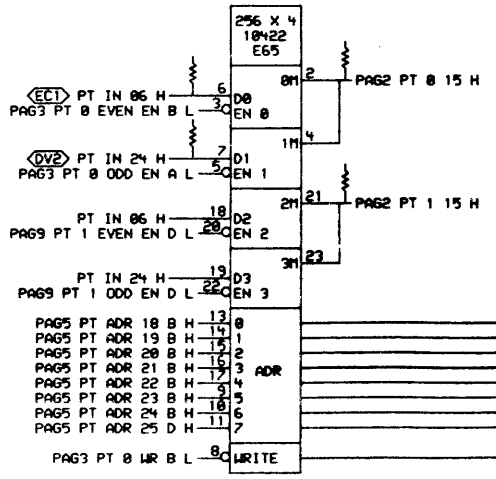 256 X 4
10422
E65
6 0M 2 PAG2 PT 0 15 H
EC1 PT IN 06 H D0
PAG3 PT 0 EVEN EN B L 3 EN 0
1M 4
DV2 PT IN 24 H 7 D1
PAG3 PT 0 ODD EN A L 5 EN 1
2M 21 PAG2 PT 1 15 H
PT IN 06 H 18 D2
PAG9 PT 1 EVEN EN D L 20 EN 2
3M 23
PT IN 24 H 19 D3
PAG9 PT 1 ODD EN D L 22 EN 3
PAG5 PT ADR 18 B H 13 0
PAG5 PT ADR 19 B H 14 1
PAG5 PT ADR 20 B H 15 2
PAG5 PT ADR 21 B H 16 3 ADR
PAG5 PT ADR 22 B H 17 4
PAG5 PT ADR 23 B H 9 5
PAG5 PT ADR 24 B H 10 6
PAG5 PT ADR 25 D H 11 7
PAG3 PT 0 WR B L 8 WRITE